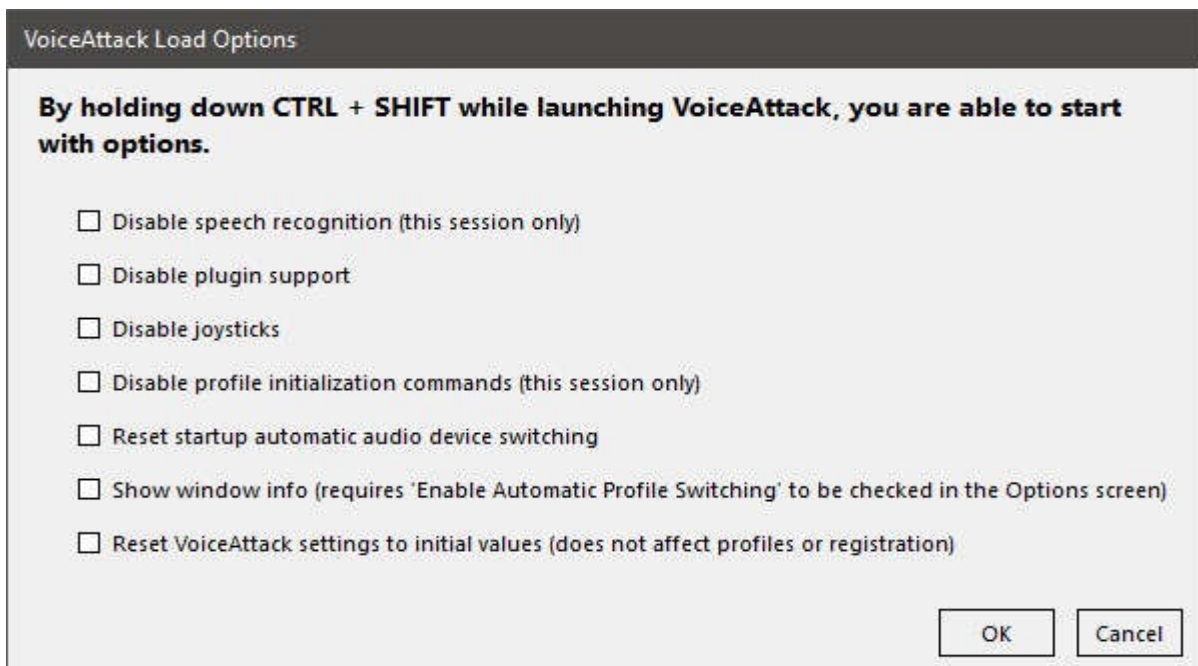 VoiceAttack Load Options
By holding down CTRL + SHIFT while launching VoiceAttack, you are able to start
with options.
Disable speech recognition (this session only)
Disable plugin support
Disable joysticks
Disable profile initialization commands (this session only)
Reset startup automatic audio device switching
Show window info (requires 'Enable Automatic Profile Switching' to be checked in the Options screen)
Reset VoiceAttack settings to initial values (does not affect profiles or registration)
OK
Cancel